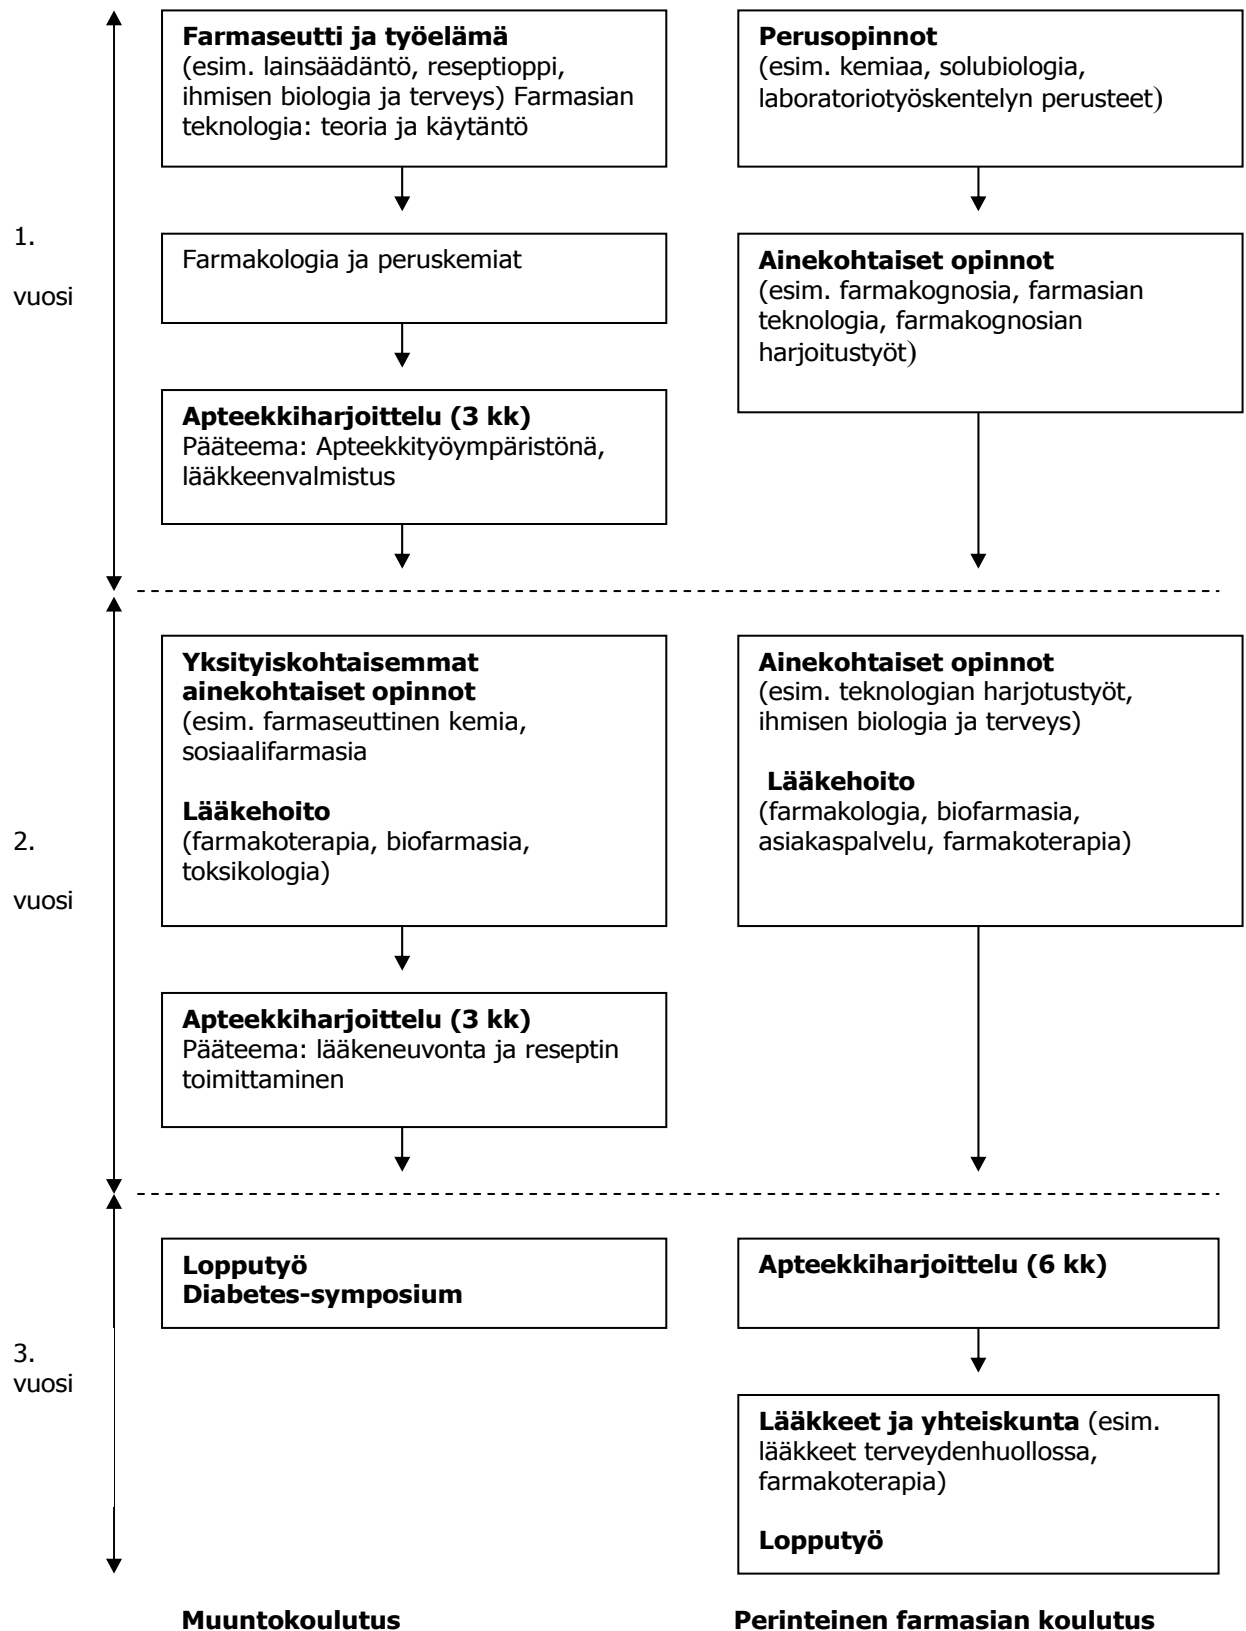 Farmaseutti ja työelämä
(esim. lainsäädäntö, reseptioppi,
ihmisen biologia ja terveys) Farmasian
teknologia: teoria ja käytäntö
Perusopinnot
(esim. kemiaa, solubiologia,
laboratoriotyöskentelyn perusteet)
1.
vuosi
Farmakologia ja peruskemiat
Ainekohtaiset opinnot
(esim. farmakognosia, farmasian
teknologia, farmakognosian
harjoitustyöt)
Apteekkiharjoittelu (3 kk)
Pääteema: Apteekkityöympäristönä,
lääkkeenvalmistus
2.
vuosi
Yksityiskohtaisemmat
ainekohtaiset opinnot
(esim. farmaseuttinen kemia,
sosiaalifarmasia
Lääkehoito
(farmakoterapia, biofarmasia,
toksikologia)
Ainekohtaiset opinnot
(esim. teknologian harjotustyöt,
ihmisen biologia ja terveys)
Lääkehoito
(farmakologia, biofarmasia,
asiakaspalvelu, farmakoterapia)
Apteekkiharjoittelu (3 kk)
Pääteema: lääkeneuvonta ja reseptin
toimittaminen
3.
vuosi
Lopputyö
Diabetes-symposium
Apteekkiharjoittelu (6 kk)
Lääkkeet ja yhteiskunta (esim.
lääkkeet terveydenhuollossa,
farmakoterapia)
Lopputyö
Muuntokoulutus
Perinteinen farmasian koulutus